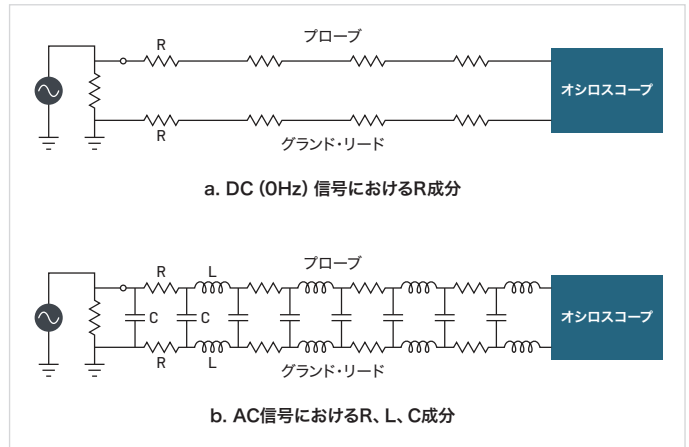 プローブ
R
オシロスコープ
R
グランド・リード
a. DC（0Hz）信号におけるR成分
プローブ
R L
C C
オシロスコープ
R L
グランド・リード
b. AC信号におけるR、L、C成分